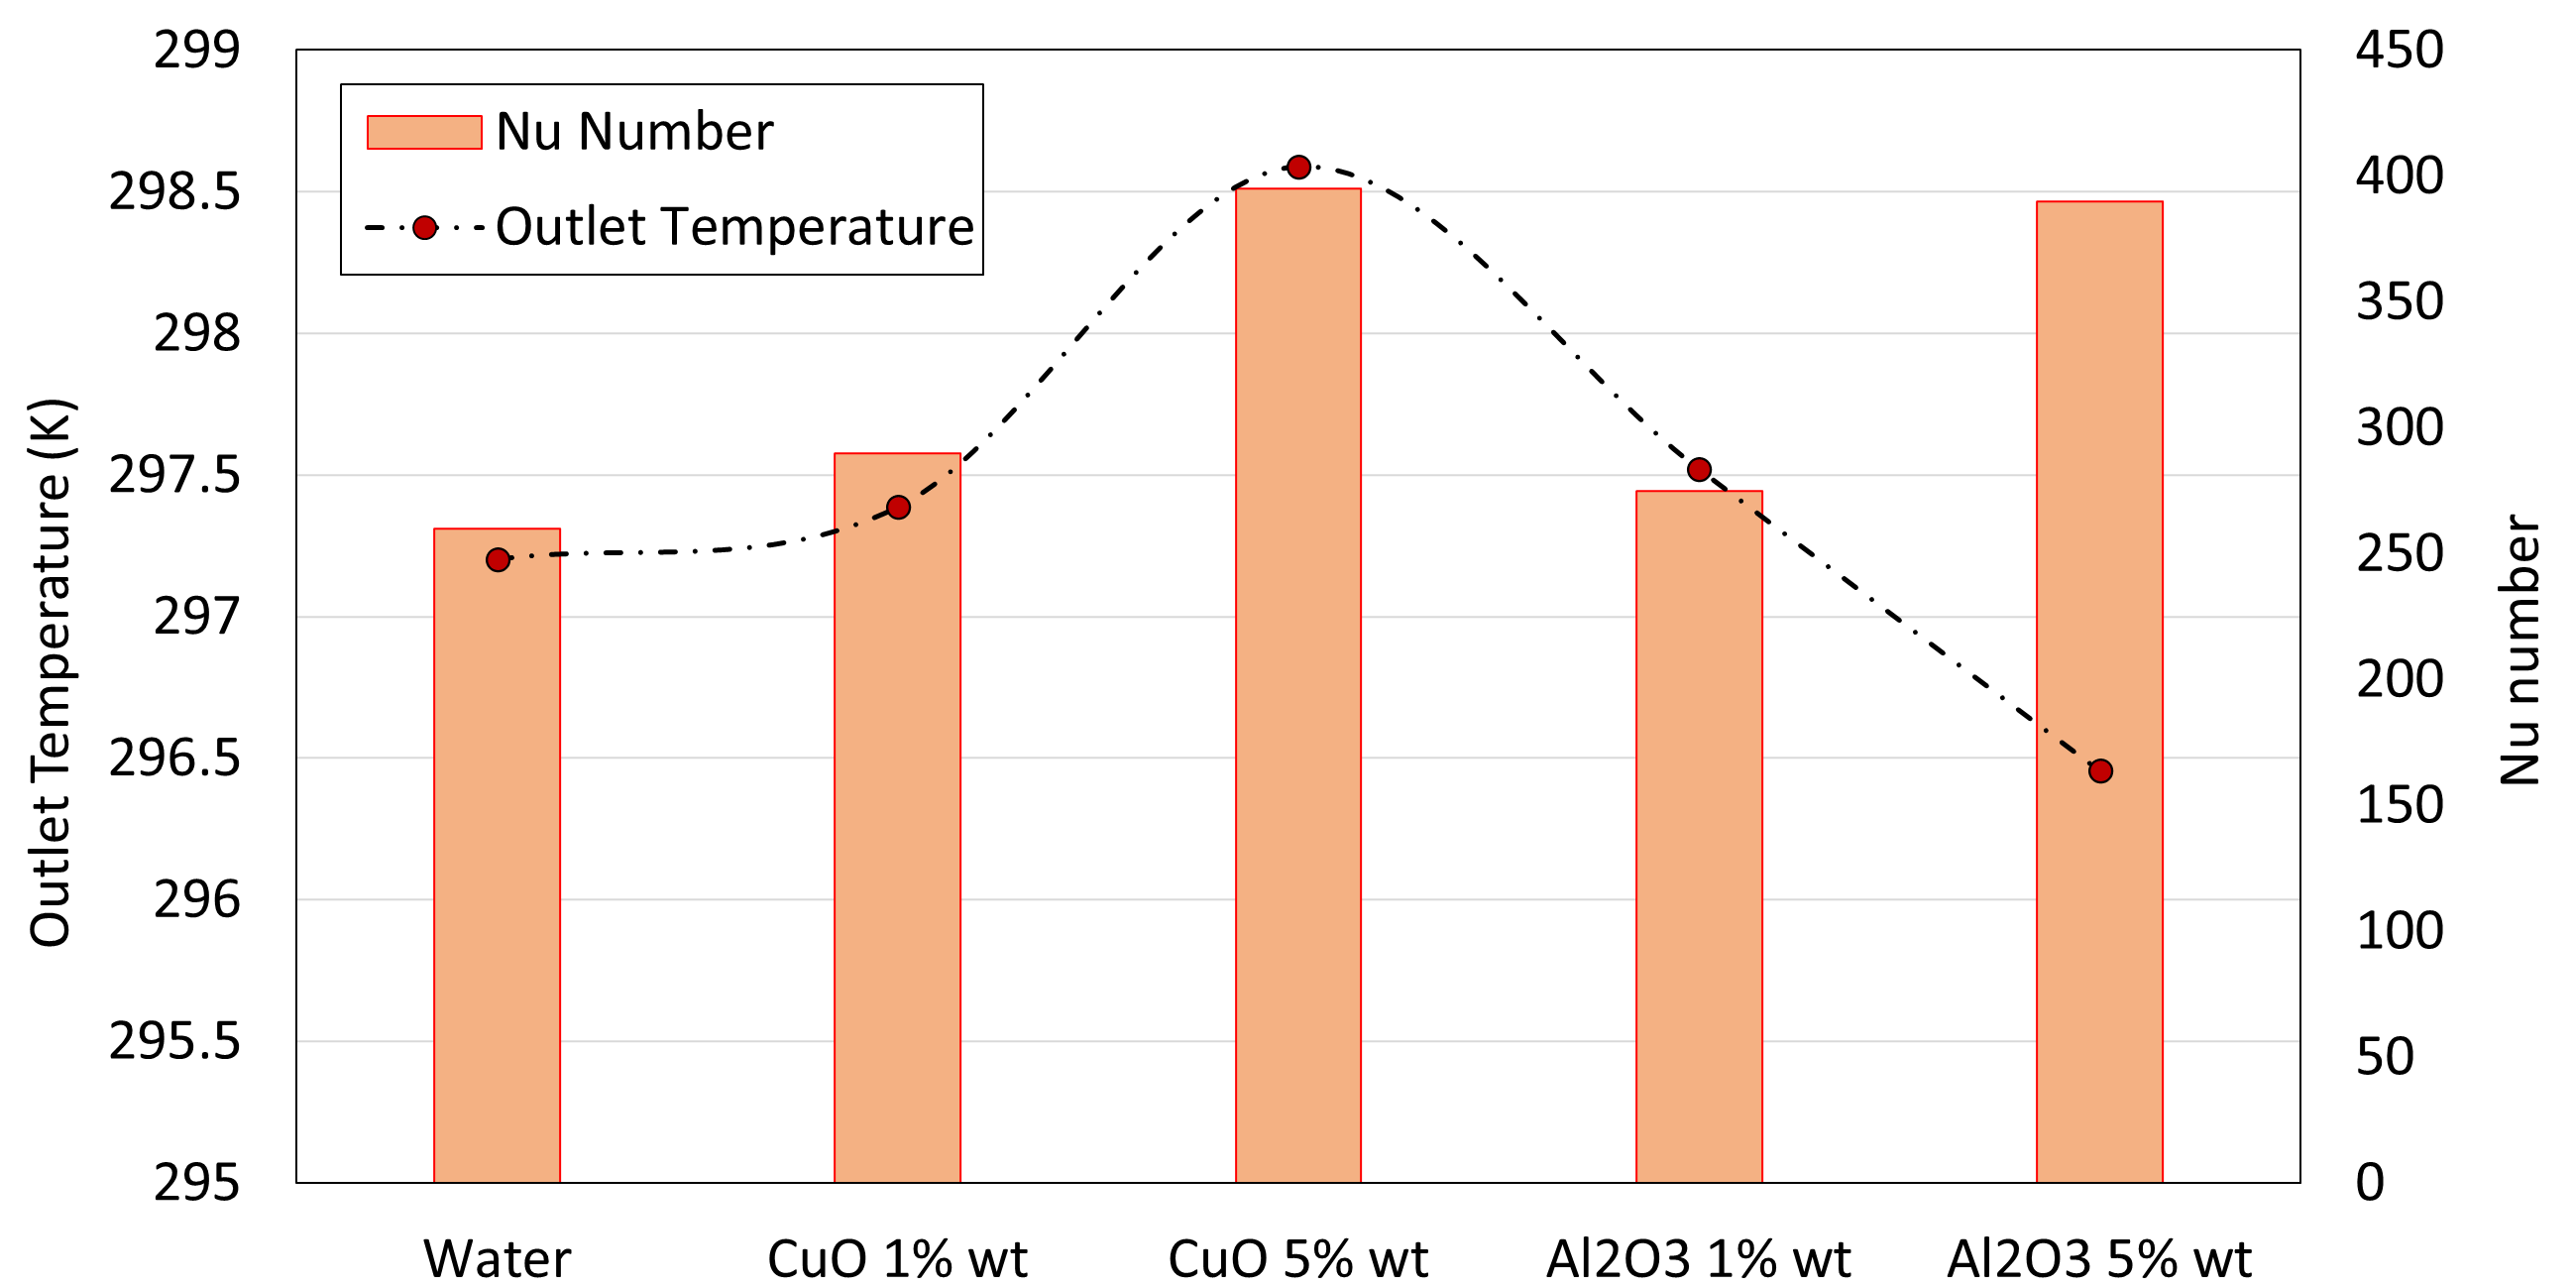 299
298.5
298
297.5
297
296.5
296
295.5
295
Outlet Temperature (K)
Nu Number
Outlet Temperature
450
400
350
300
250
200
150
100
50
0
Nu number
Water
CuO 1% wt
CuO 5% wt
Al2O3 1% wt
Al2O3 5% wt